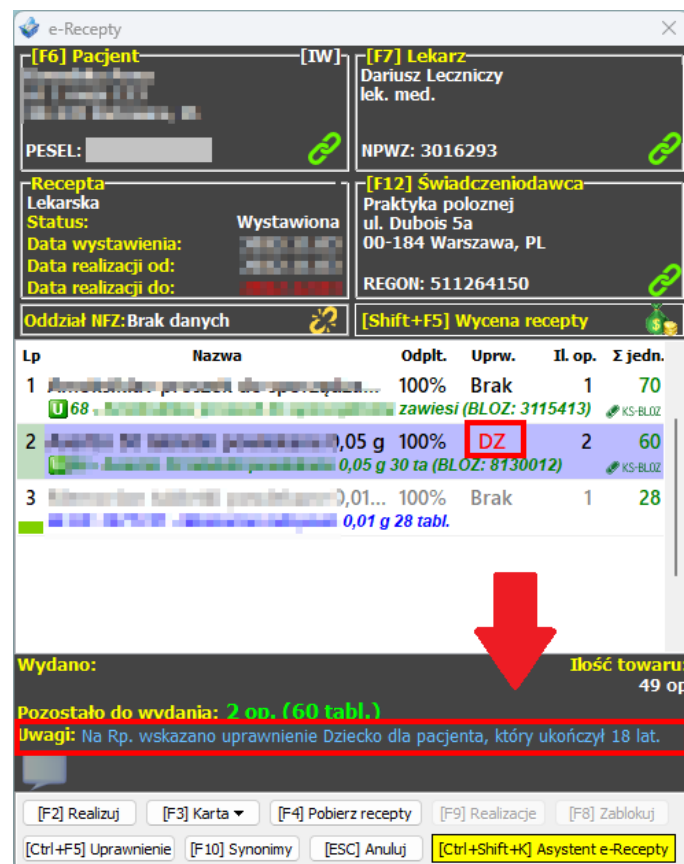 e-Recepty
[F6] Pacjent [IW]
PESEL:
[F7] Lekarz
Dariusz Leczniczy
lek. med.
NPWZ: 3016293
Recepta
Lekarska
Status: Wystawiona
Data wystawienia:
Data realizacji od:
Data realizacji do:
[F12] Świadczeniodawca
Praktyka poloznej
ul. Dubois 5a
00-184 Warszawa, PL
REGON: 511264150
Oddział NFZ: Brak danych
[Shift+F5] Wycena recepty
Lp Nazwa Odpłt. Uprw. Il. op. Σ jedn.
1 100% Brak 1 70
U 68 zawiesi (BLOZ: 3115413) KS-BLOZ
2 0,05 g 100% DZ 2 60
0,05 g 30 ta (BLOZ: 8130012) KS-BLOZ
3 0,01... 100% Brak 1 28
0,01 g 28 tabl.
Wydano: Ilość towaru:
49 op
Pozostało do wydania: 2 op. (60 tabl.)
Uwagi: Na Rp. wskazano uprawnienie Dziecko dla pacjenta, który ukończył 18 lat.
[F2] Realizuj [F3] Karta [F4] Pobierz recepty [F9] Realizacje [F8] Zablokuj
[Ctrl+F5] Uprawnienie [F10] Synonimy [ESC] Anuluj [Ctrl+Shift+K] Asystent e-Recepty